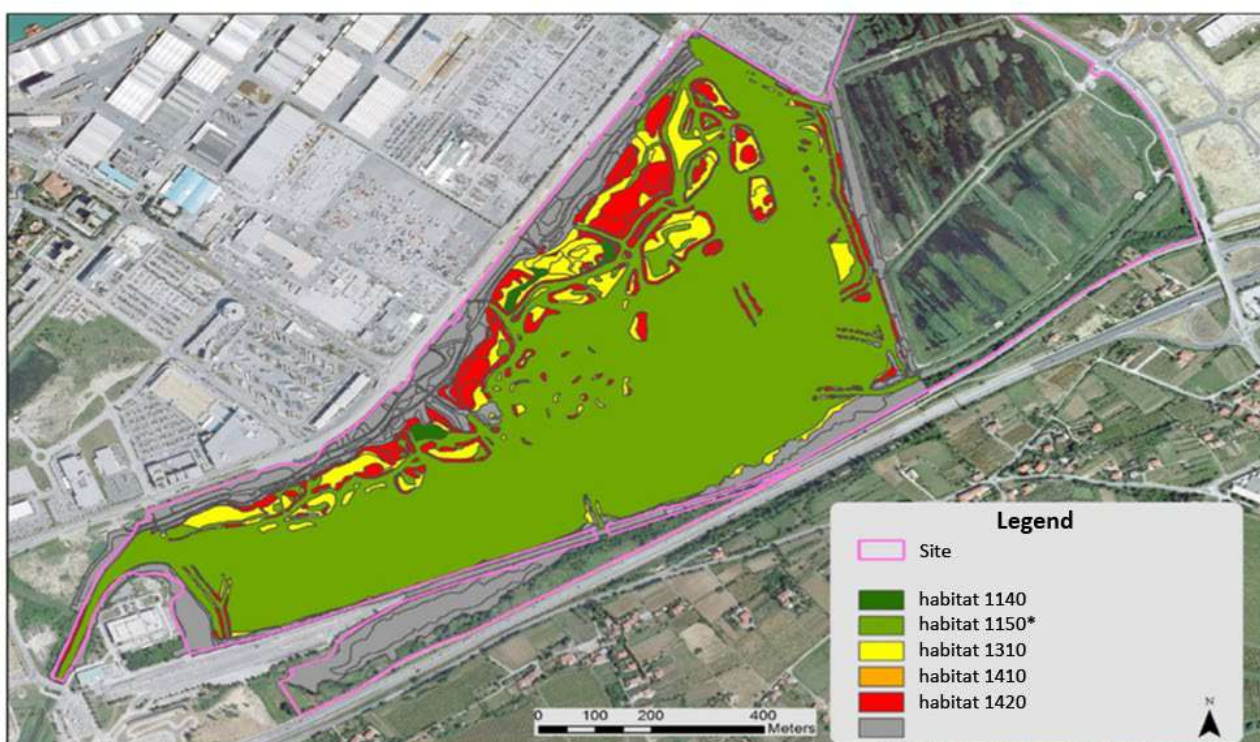 Legend
Site
habitat 1140
habitat 1150*
habitat 1310
habitat 1410
habitat 1420
0 100 200 400
Meters
N